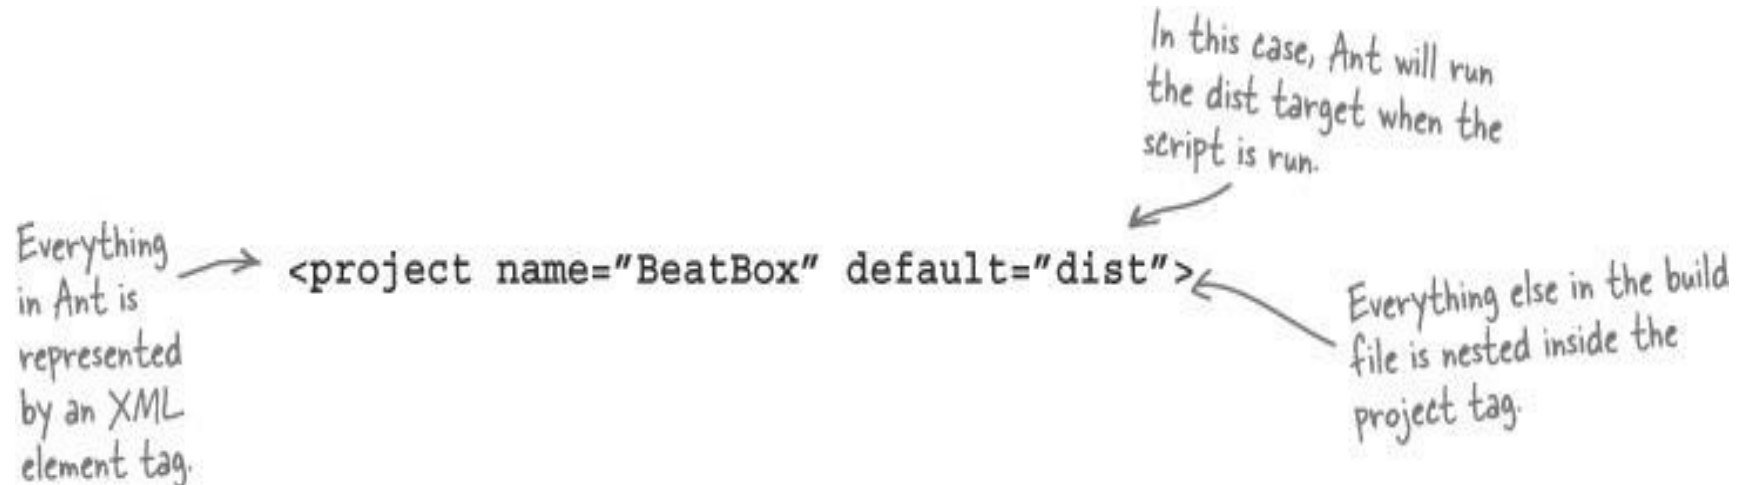 In this case, Ant will run
the dist target when the
script is run.
Everything
in Ant is
represented
by an XML
element tag.
<project name="BeatBox" default="dist">
Everything else in the build
file is nested inside the
project tag.